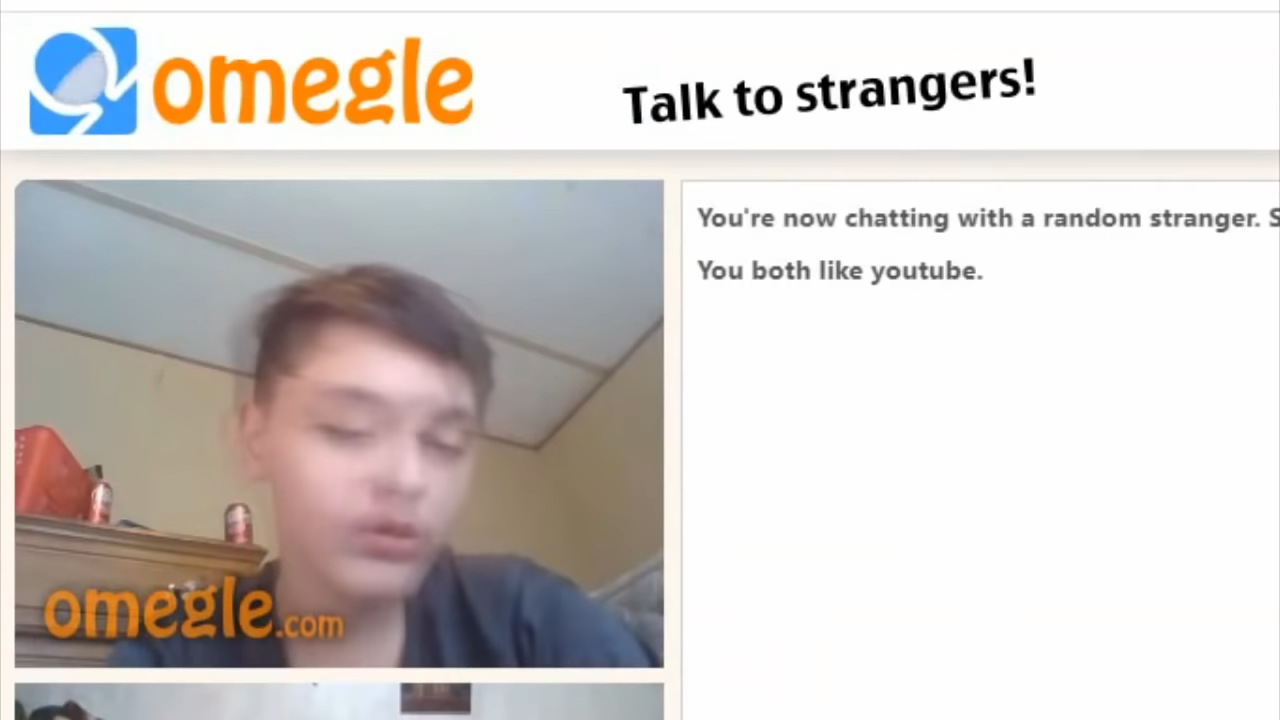 omegle
Talk to strangers!
You're now chatting with a random stranger. S
You both like youtube.
omegle.com